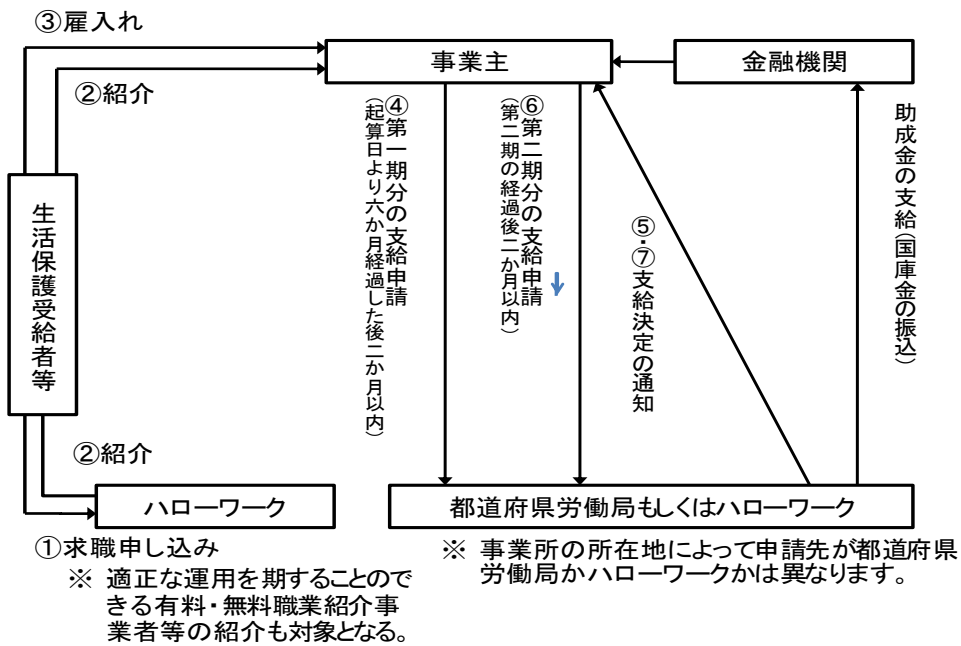 ③雇入れ
事業主
金融機関
②紹介
④第一期分の支給申請
(起算日より六か月経過した後二か月以内)
⑥第二期分の支給申請
(第二期の経過後二か月以内)
⑤・⑦支給決定の通知
助成金の支給(国庫金の振込)
生活保護受給者等
②紹介
ハローワーク
都道府県労働局もしくはハローワーク
①求職申し込み
※ 適正な運用を期することので
きる有料・無料職業紹介事
業者等の紹介も対象となる。
※ 事業所の所在地によって申請先が都道府県
労働局かハローワークかは異なります。